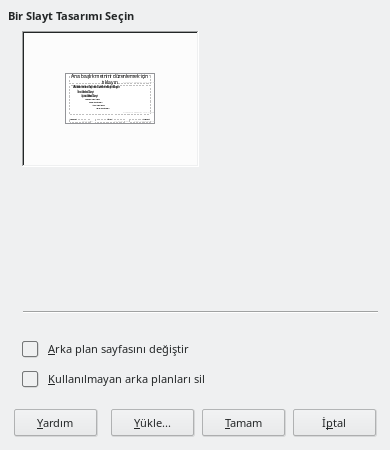 Bir Slayt Tasarımı Seçin
Ana başlık metnini düzenlemek için
tıklayın
Arka plan sayfasını değiştir
Kullanılmayan arka planları sil
Yardım
Yükle...
Tamam
İptal